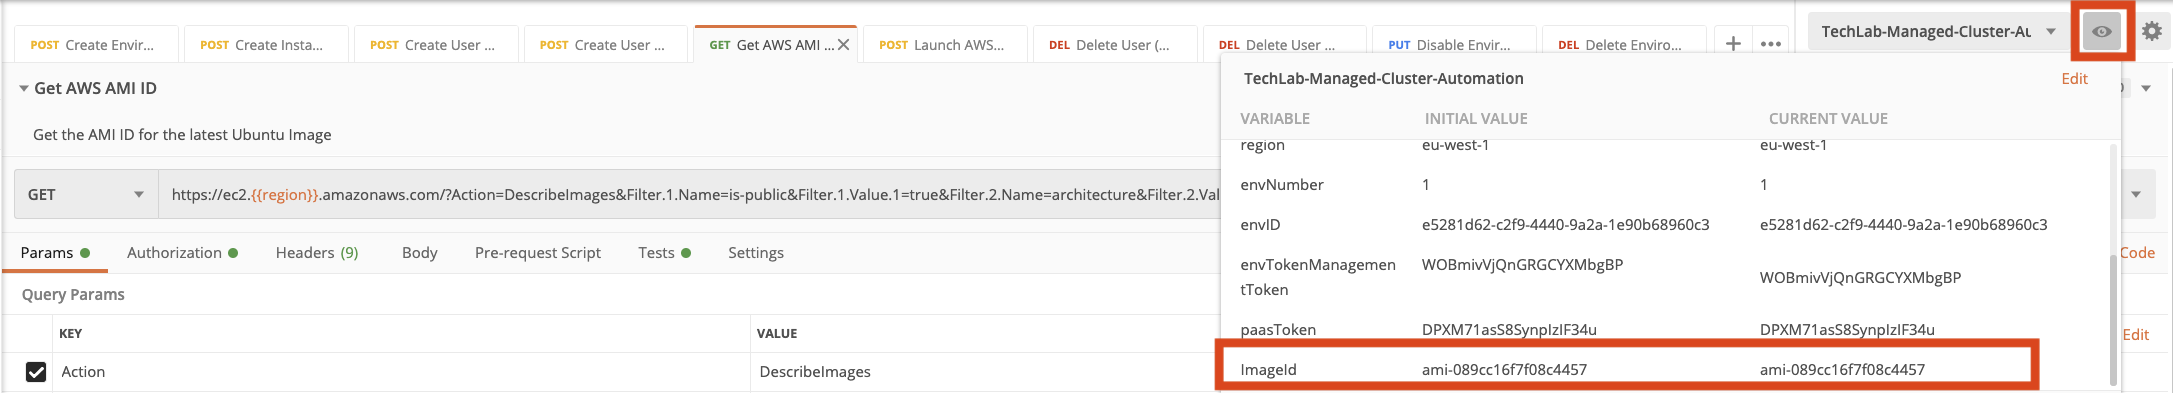 POST Create Envir...
POST Create Insta...
POST Create User ...
POST Create User ...
GET Get AWS AMI ...
POST Launch AWS...
DEL Delete User (...
DEL Delete User ...
PUT Disable Envir...
DEL Delete Enviro...
TechLab-Managed-Cluster-Au
Get AWS AMI ID
Get the AMI ID for the latest Ubuntu Image
GET
https://ec2.{{region}}.amazonaws.com/?Action=DescribeImages&Filter.1.Name=is-public&Filter.1.Value.1=true&Filter.2.Name=architecture&Filter.2.Val
Params
Authorization
Headers (9)
Body
Pre-request Script
Tests
Settings
Code
Query Params
KEY
VALUE
Edit
Action
DescribeImages
TechLab-Managed-Cluster-Automation
Edit
VARIABLE INITIAL VALUE CURRENT VALUE
region eu-west-1 eu-west-1
envNumber 1 1
envID e5281d62-c2f9-4440-9a2a-1e90b68960c3 e5281d62-c2f9-4440-9a2a-1e90b68960c3
envTokenManagemen WOBmivVjQnGRGCYXMbgBP WOBmivVjQnGRGCYXMbgBP
tToken
paasToken DPXM71asS8SynpIzIF34u DPXM71asS8SynpIzIF34u
ImageId ami-089cc16f7f08c4457 ami-089cc16f7f08c4457